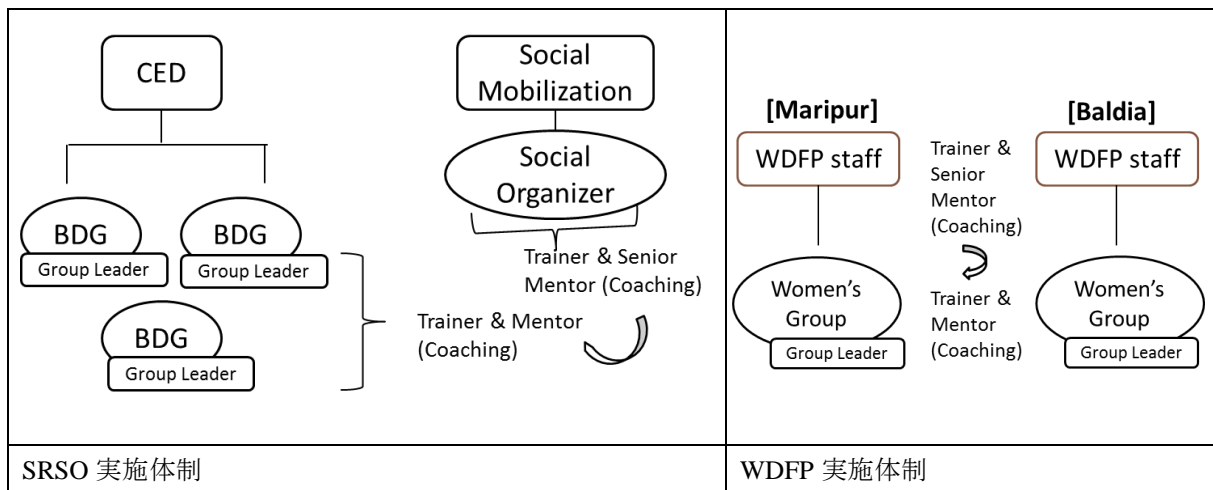 CED
BDG
Group Leader
BDG
Group Leader
BDG
Group Leader
Social
Mobilization
Social
Organizer
Trainer & Senior
Mentor (Coaching)
Trainer & Mentor
(Coaching)
[Maripur]
WDFP staff
Women's
Group
Group Leader
Trainer &
Senior
Mentor
(Coaching)
Trainer &
Mentor
(Coaching)
[Baldia]
WDFP staff
Women's
Group
Group Leader
SRSO 実施体制
WDFP 実施体制